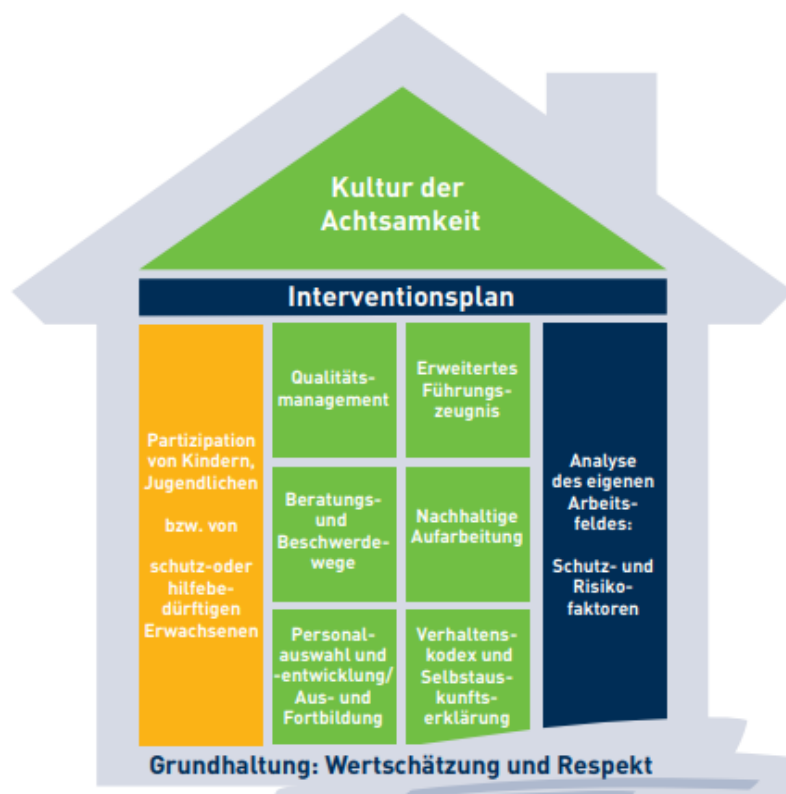 Kultur der
Achtsamkeit
Interventionsplan
Partizipation
von Kindern,
Jugendlichen
bzw. von
schutz-oder
hilfebe-
dürftigen
Erwachsenen
Qualitäts-
management
Erweitertes
Führungs-
zeugnis
Beratungs-
und
Beschwerde-
wege
Nachhaltige
Aufarbeitung
Personal-
auswahl und
-entwicklung/
Aus- und
Fortbildung
Verhaltens-
kodex und
Selbstaus-
kunfts-
erklärung
Analyse
des eigenen
Arbeits-
feldes:
Schutz- und
Risiko-
faktoren
Grundhaltung: Wertschätzung und Respekt